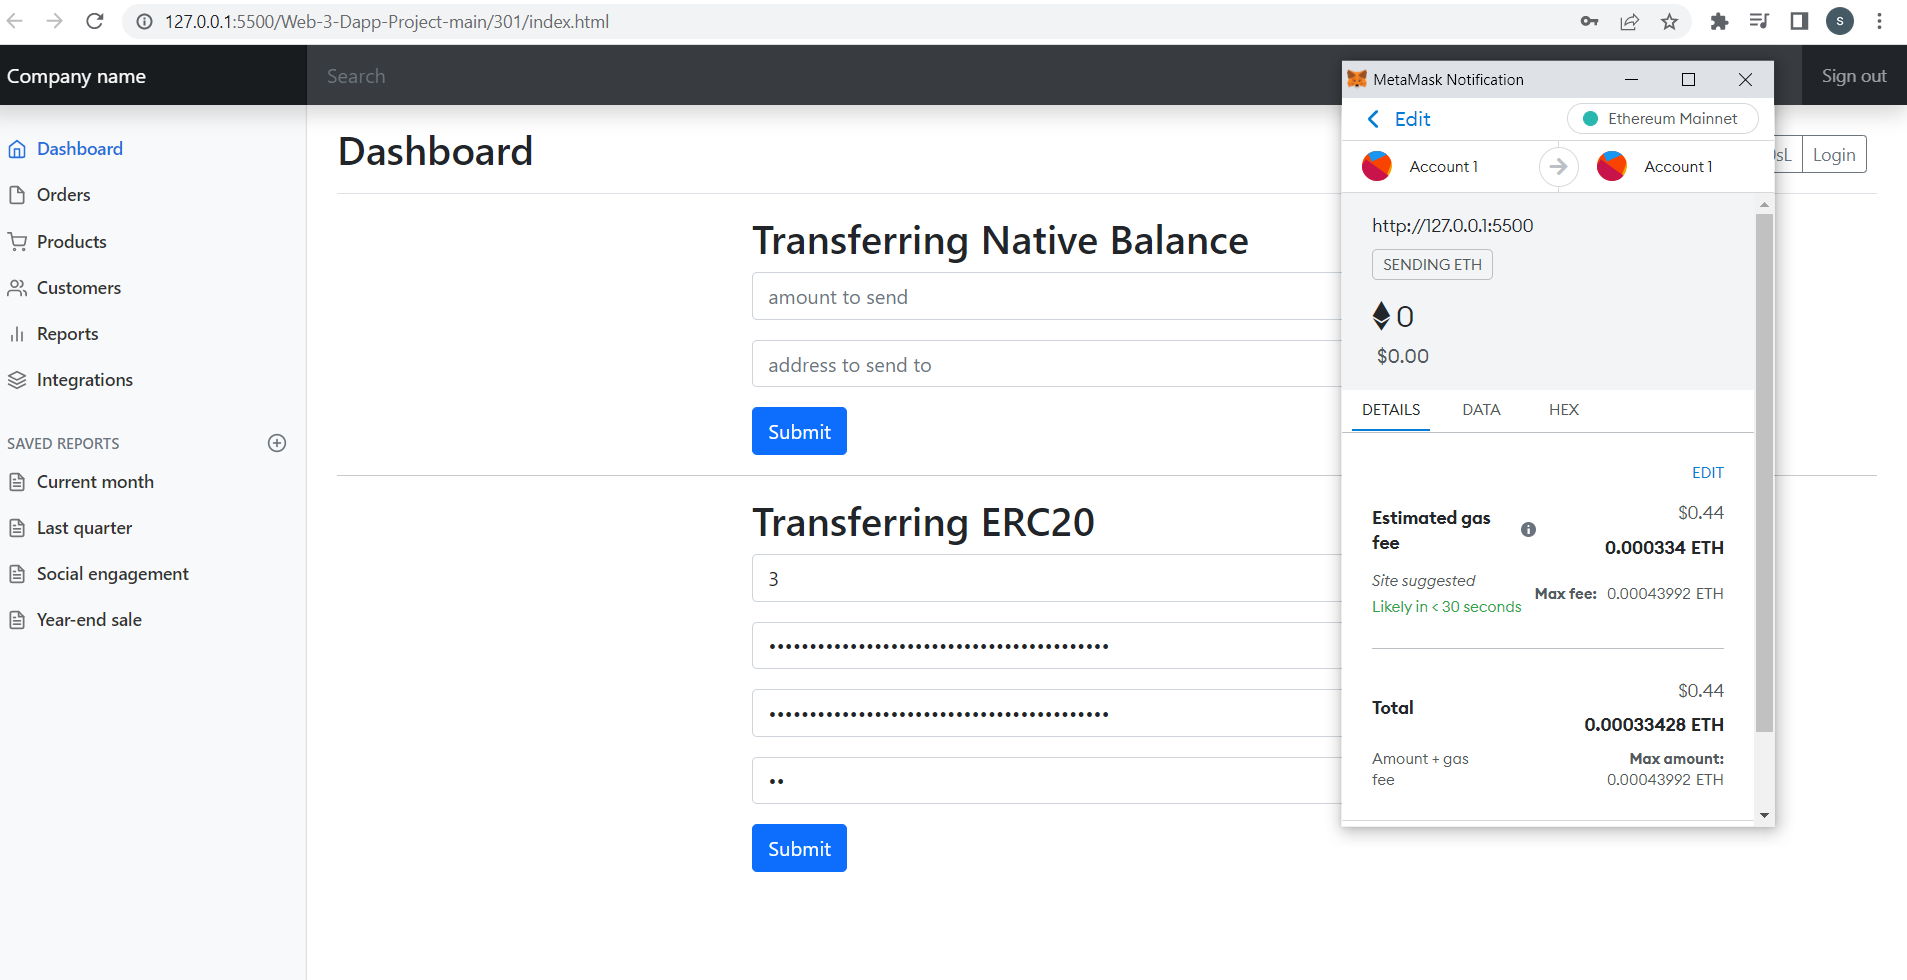 127.0.0.1:5500/Web-3-Dapp-Project-main/301/index.html
S
Company name
Search
Sign out
Dashboard
Orders
Products
Customers
Reports
Integrations
SAVED REPORTS
Current month
Last quarter
Social engagement
Year-end sale
Dashboard
Login
Transferring Native Balance
amount to send
address to send to
Submit
Transferring ERC20
3
Submit
MetaMask Notification
Edit
Ethereum Mainnet
Account 1
Account 1
http://127.0.0.1:5500
SENDING ETH
0
$0.00
DETAILS DATA HEX
EDIT
Estimated gas
fee
$0.44
0.000334 ETH
Site suggested
Likely in < 30 seconds
Max fee: 0.00043992 ETH
Total
$0.44
0.00033428 ETH
Amount + gas
fee
Max amount:
0.00043992 ETH